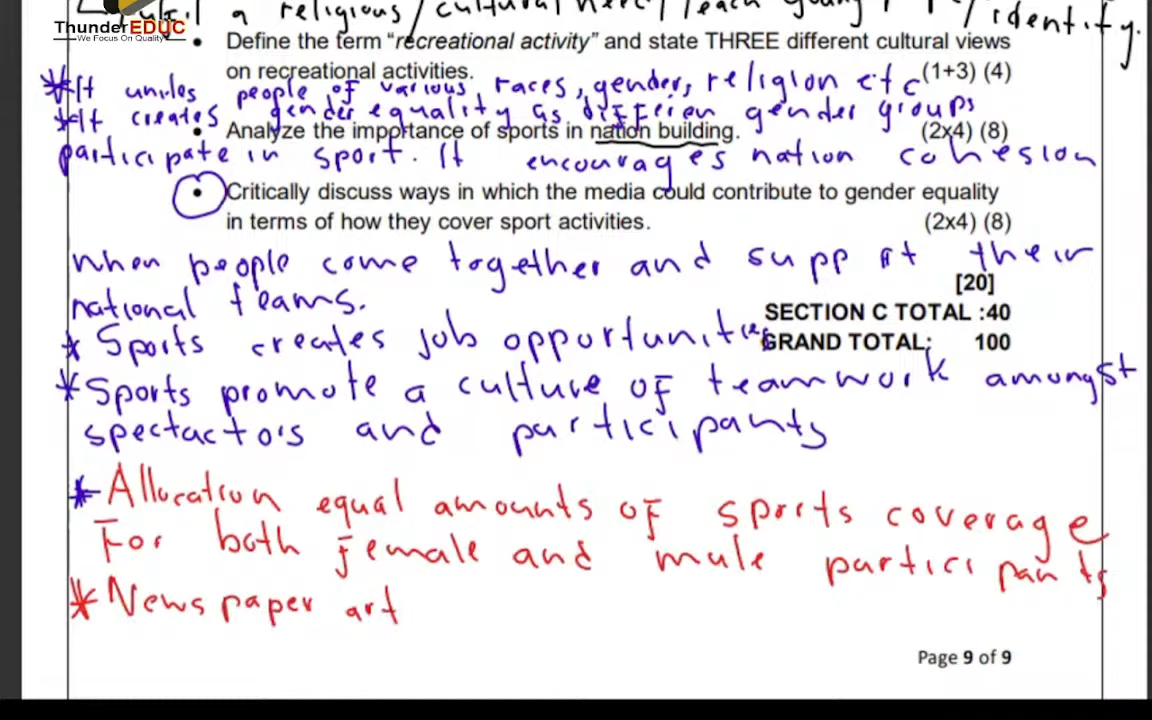 a religious / cultural need / teach young / identity.
ThunderEDUC
We Focus On Quality
• Define the term “recreational activity” and state THREE different cultural views
on recreational activities. (1+3) (4)
*It unites people of various races, gender, religion etc
*It creates gender equality as differen gender groups
• Analyze the importance of sports in nation building. (2x4) (8)
participate in sport. It encourages nation cohesion
• Critically discuss ways in which the media could contribute to gender equality
in terms of how they cover sport activities. (2x4) (8)
when people come together and support their
[20]
national teams.
SECTION C TOTAL :40
* Sports creates job opportunities
GRAND TOTAL: 100
*Sports promote a culture of teamwork amongst
spectactors and participants
*Allocation equal amounts of sports coverage
For both female and male participants
*Newspaper art
Page 9 of 9